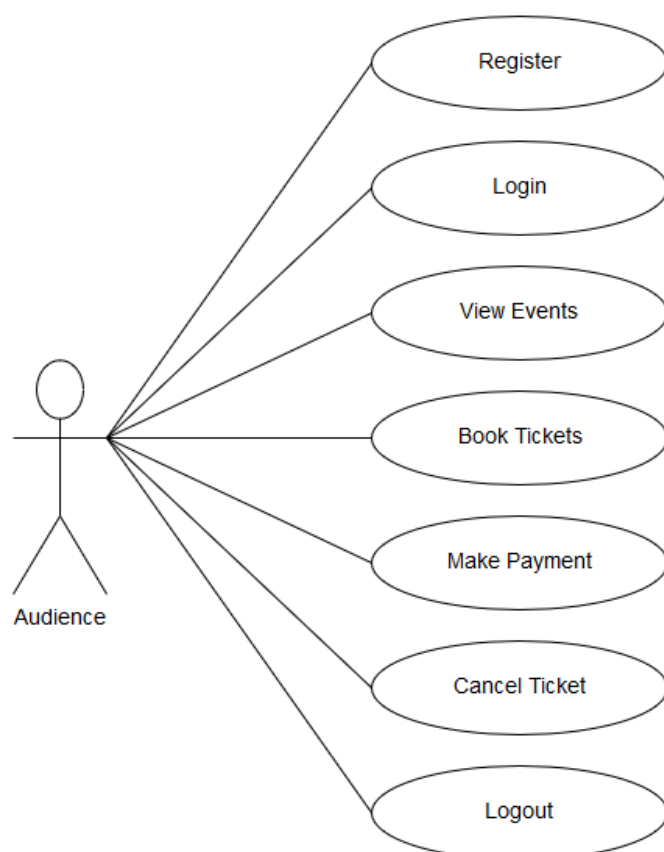 Register
Login
View Events
Book Tickets
Make Payment
Audience
Cancel Ticket
Logout